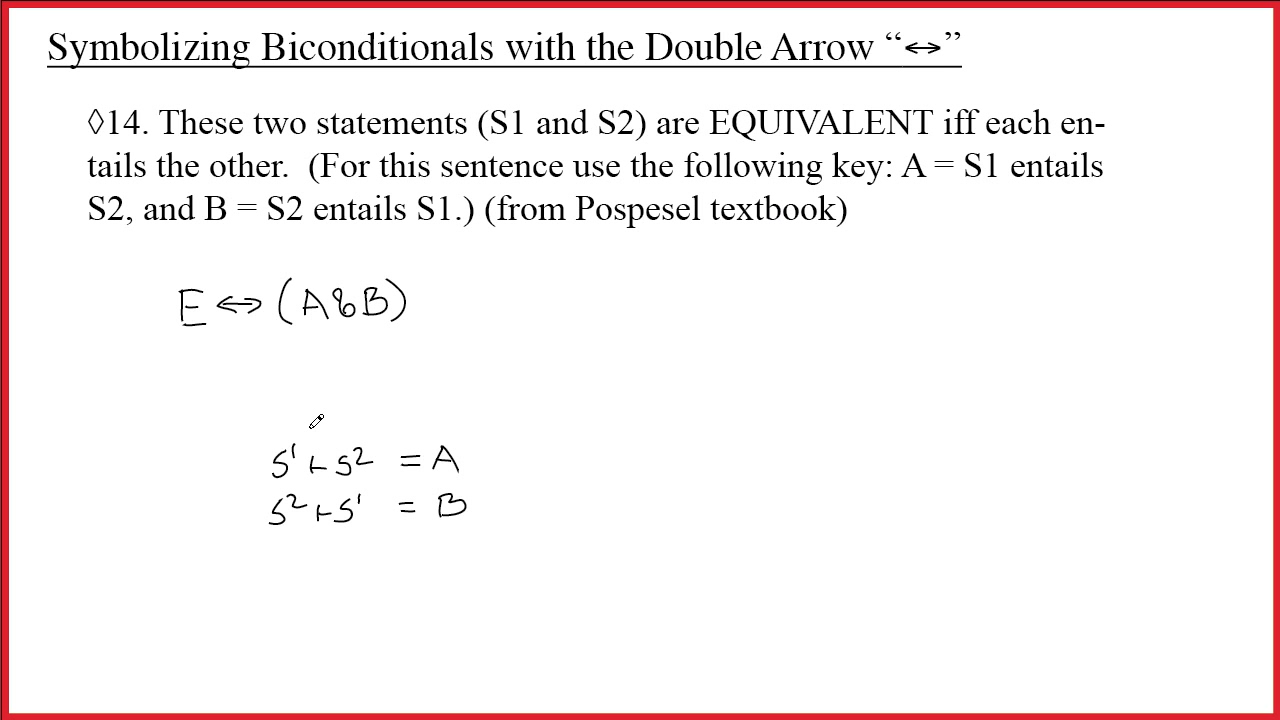 Symbolizing Biconditionals with the Double Arrow “↔”
◊14. These two statements (S1 and S2) are EQUIVALENT iff each en-
tails the other. (For this sentence use the following key: A = S1 entails
S2, and B = S2 entails S1.) (from Pospesel textbook)
E ↔ (A&B)
S¹ ⊢ S² = A
S² ⊢ S¹ = B